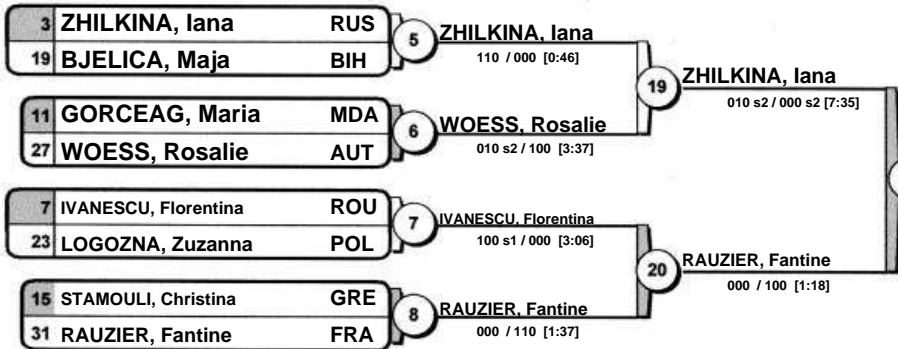 3 ZHILKINA, Iana RUS
19 BJELICA, Maja BIH
5
ZHILKINA, Iana
110 / 000 [0:46]
11 GORCEAG, Maria MDA
27 WOESS, Rosalie AUT
6
WOESS, Rosalie
010 s2 / 100 [3:37]
19
ZHILKINA, Iana
010 s2 / 000 s2 [7:35]
7 IVANESCU, Florentina ROU
23 LOGOZNA, Zuzanna POL
7
IVANESCU, Florentina
100 s1 / 000 [3:06]
15 STAMOULI, Christina GRE
31 RAUZIER, Fantine FRA
8
RAUZIER, Fantine
000 / 110 [1:37]
20
RAUZIER, Fantine
000 / 100 [1:18]